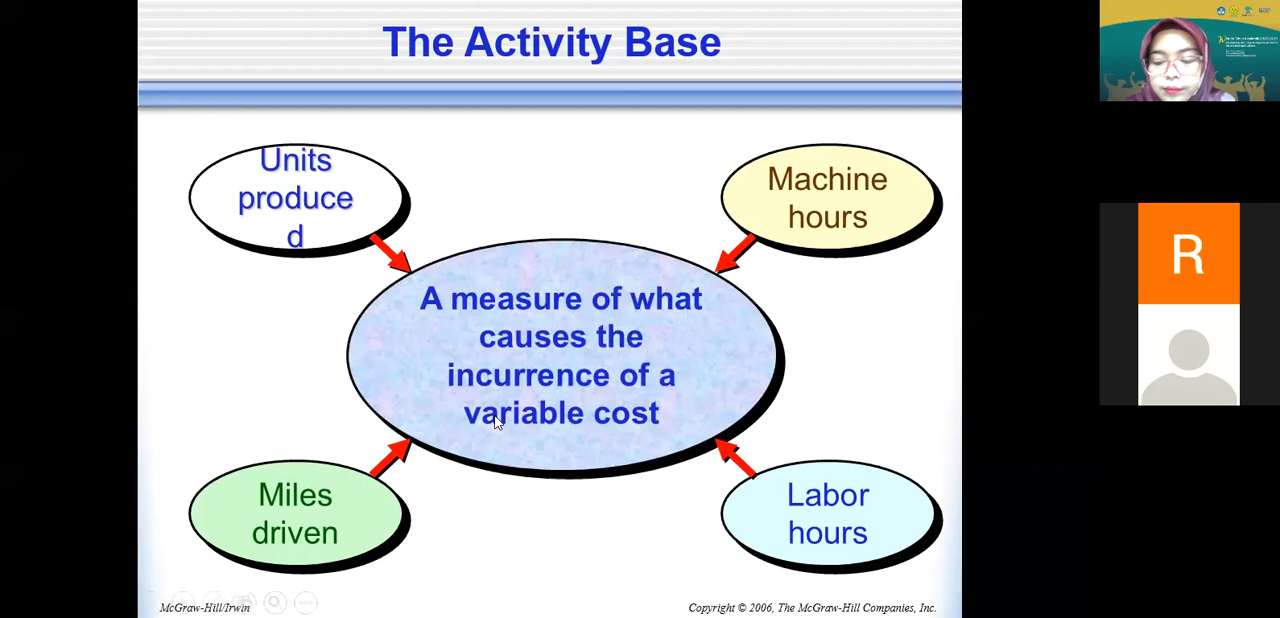 The Activity Base
Units
produce
d
Machine
hours
A measure of what
causes the
incurrence of a
variable cost
Miles
driven
Labor
hours
McGraw-Hill/Irwin
Copyright © 2006, The McGraw-Hill Companies, Inc.
R